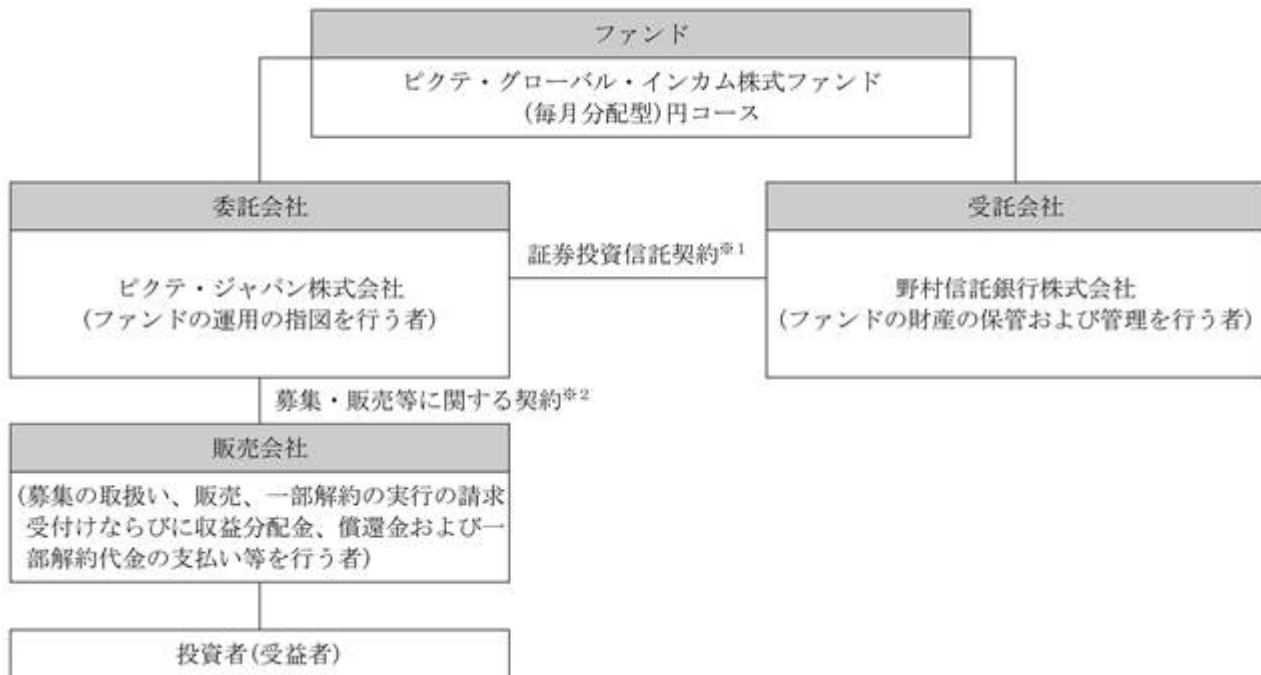 ファンド
ピクテ・グローバル・インカム株式ファンド
(毎月分配型)円コース
委託会社
ピクテ・ジャパン株式会社
(ファンドの運用の指図を行う者)
証券投資信託契約※1
受託会社
野村信託銀行株式会社
(ファンドの財産の保管および管理を行う者)
募集・販売等に関する契約※2
販売会社
(募集の取扱い、販売、一部解約の実行の請求
受付けならびに収益分配金、償還金および一
部解約代金の支払い等を行う者)
投資者(受益者)